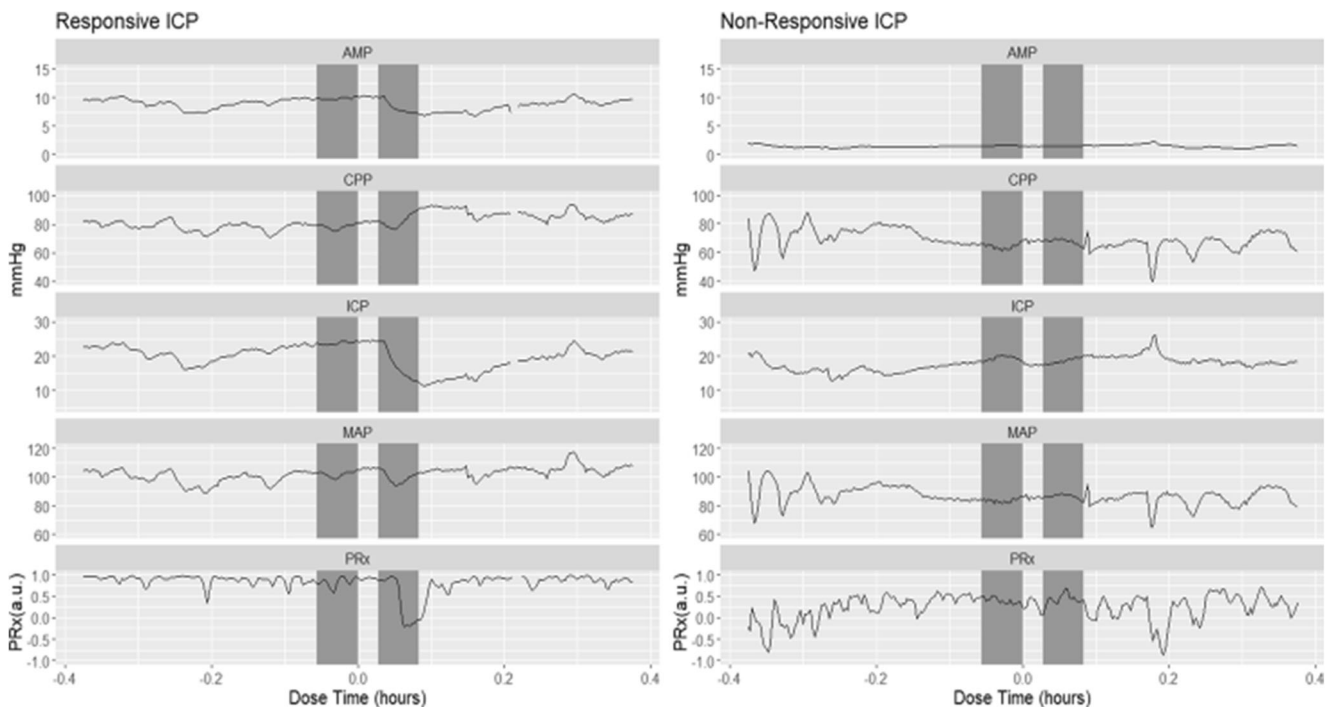 Responsive ICP
AMP
15
10
5
0
CPP
100
80
60
40
mmHg
ICP
30
20
10
MAP
120
100
80
60
PRx
1.0
0.5
0.0
-0.5
-1.0
PRx(a.u.)
-0.4 -0.2 0.0 0.2 0.4
Dose Time (hours)
Non-Responsive ICP
AMP
15
10
5
0
CPP
100
80
60
40
mmHg
ICP
30
20
10
MAP
120
100
80
60
PRx
1.0
0.5
0.0
-0.5
-1.0
PRx(a.u.)
-0.4 -0.2 0.0 0.2 0.4
Dose Time (hours)